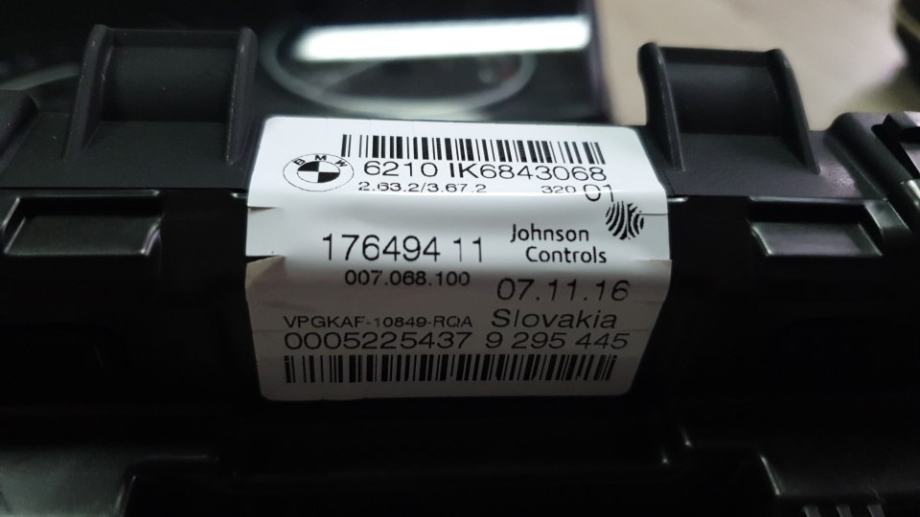 BMW
6210 IK6843068
2.63.2/3.67.2 320 01
176494 11
Johnson
Controls
007.068.100
07.11.16
VPGKAF-10849-RQA Slovakia
0005225437 9 295 445